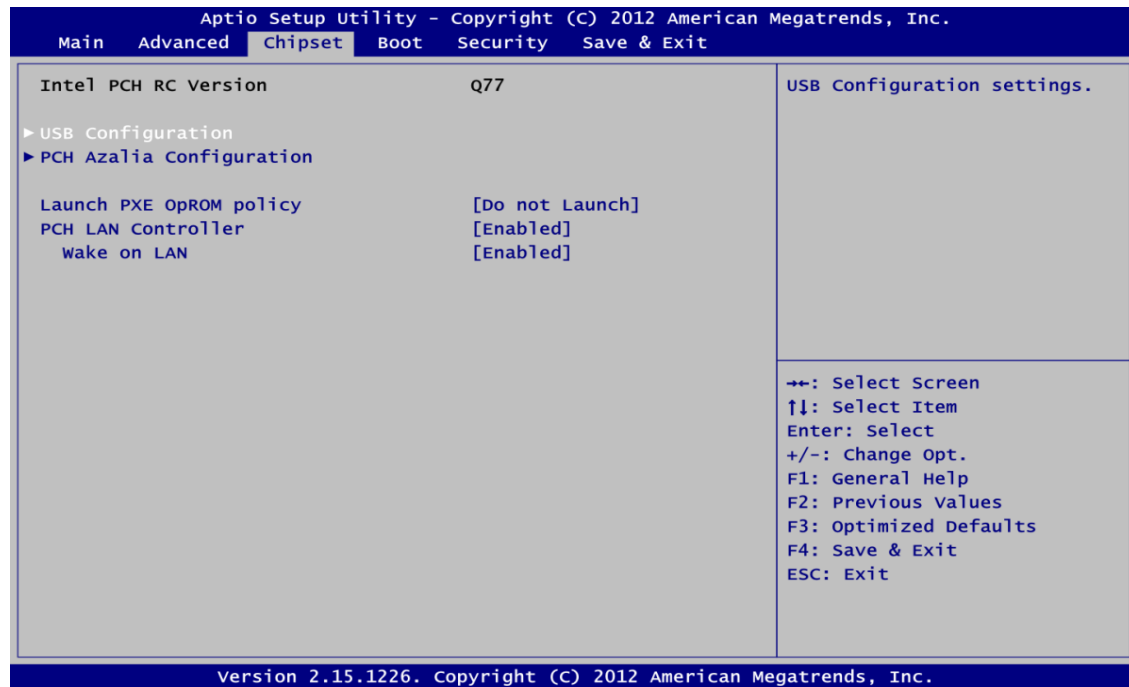 Aptio Setup Utility - Copyright (C) 2012 American Megatrends, Inc.
Main Advanced Chipset Boot Security Save & Exit
Intel PCH RC Version Q77
► USB Configuration
► PCH Azalia Configuration
Launch PXE OpROM policy [Do not Launch]
PCH LAN Controller [Enabled]
Wake on LAN [Enabled]
USB Configuration settings.
→←: Select Screen
↑↓: Select Item
Enter: Select
+/-: Change Opt.
F1: General Help
F2: Previous Values
F3: Optimized Defaults
F4: Save & Exit
ESC: Exit
Version 2.15.1226. Copyright (C) 2012 American Megatrends, Inc.